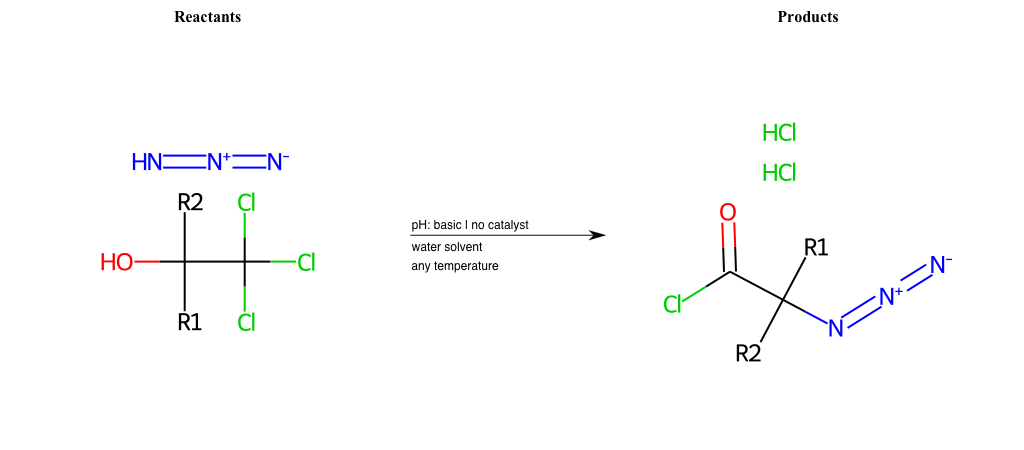 Reactants
Products
HCl
HCl
HN N+ N-
R2 Cl
HO Cl
R1 Cl
pH: basic | no catalyst
water solvent
any temperature
O
R1
N-
N+
Cl
N
R2